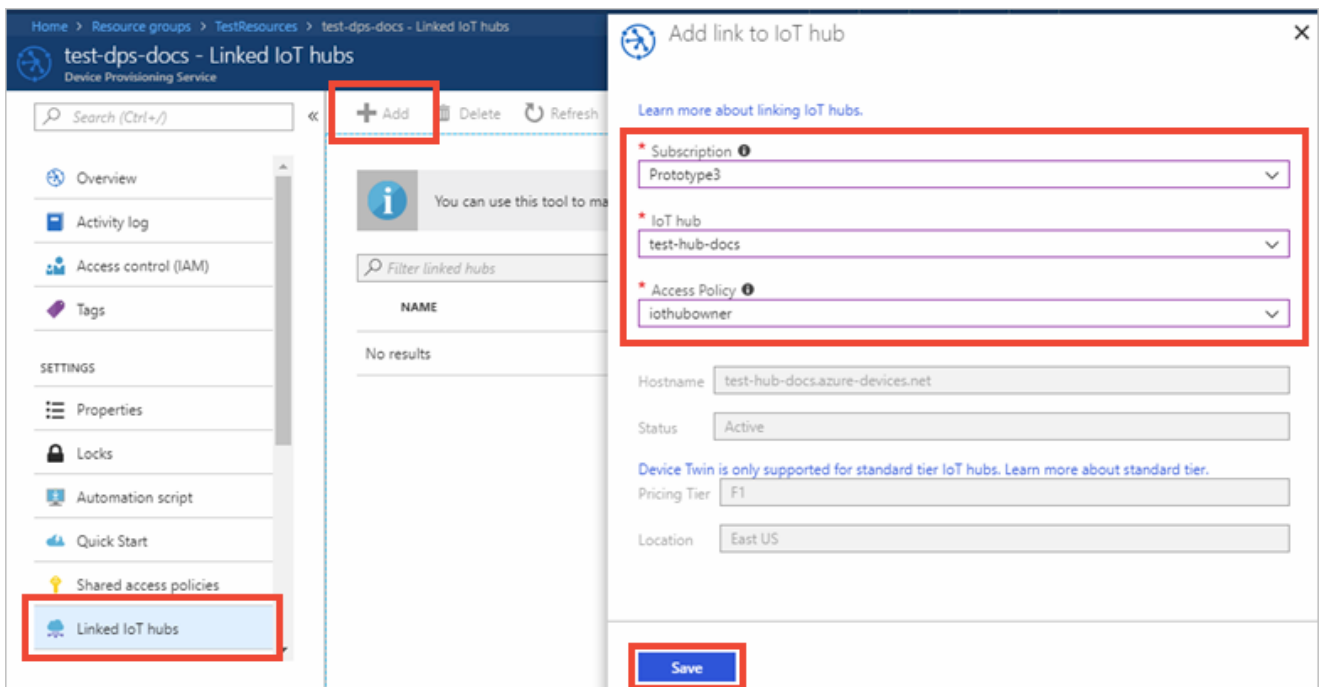 Home > Resource groups > TestResources > test-dps-docs - Linked IoT hubs
test-dps-docs - Linked IoT hubs
Device Provisioning Service
Search (Ctrl+/)
«
Overview
Activity log
Access control (IAM)
Tags
SETTINGS
Properties
Locks
Automation script
Quick Start
Shared access policies
Linked IoT hubs
Add Delete Refresh
You can use this tool to ma
Filter linked hubs
NAME
No results
Add link to IoT hub
Learn more about linking IoT hubs.
* Subscription
Prototype3
* IoT hub
test-hub-docs
* Access Policy
iothubowner
Hostname test-hub-docs.azure-devices.net
Status Active
Device Twin is only supported for standard tier IoT hubs. Learn more about standard tier.
Pricing Tier F1
Location East US
Save